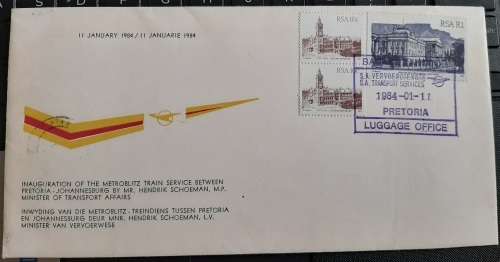 11 JANUARY 1984 / 11 JANUARIE 1984
RSA
RSA R1
RSA
S.A. VERVOERDIENSTE
S.A. TRANSPORT SERVICES
1984-01-11
PRETORIA
LUGGAGE OFFICE
INAUGURATION OF THE METROBLITZ TRAIN SERVICE BETWEEN
PRETORIA - JOHANNESBURG BY MR. HENDRIK SCHOEMAN, M.P.
MINISTER OF TRANSPORT AFFAIRS
INWYDING VAN DIE METROBLITZ - TREINDIENS TUSSEN PRETORIA
EN JOHANNESBURG DEUR MNR. HENDRIK SCHOEMAN, L.V.
MINISTER VAN VERVOERWESE